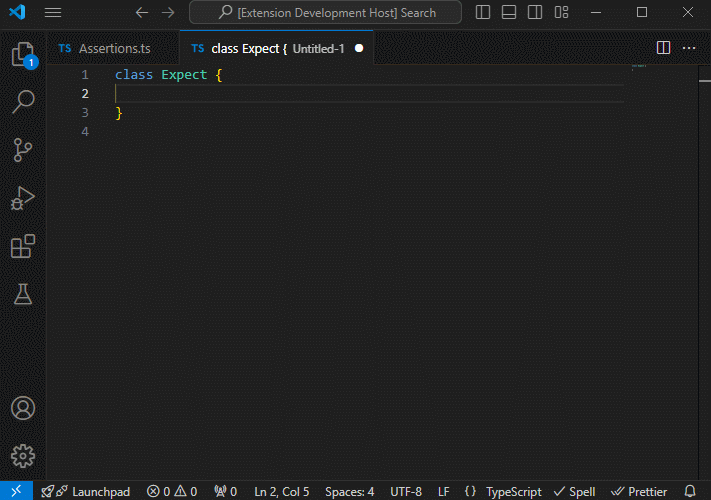 [Extension Development Host] Search
TS Assertions.ts
TS class Expect { Untitled-1
1
1 class Expect {
2
3 }
4
Launchpad 0 0 0 Ln 2, Col 5 Spaces: 4 UTF-8 LF {} TypeScript Spell Prettier